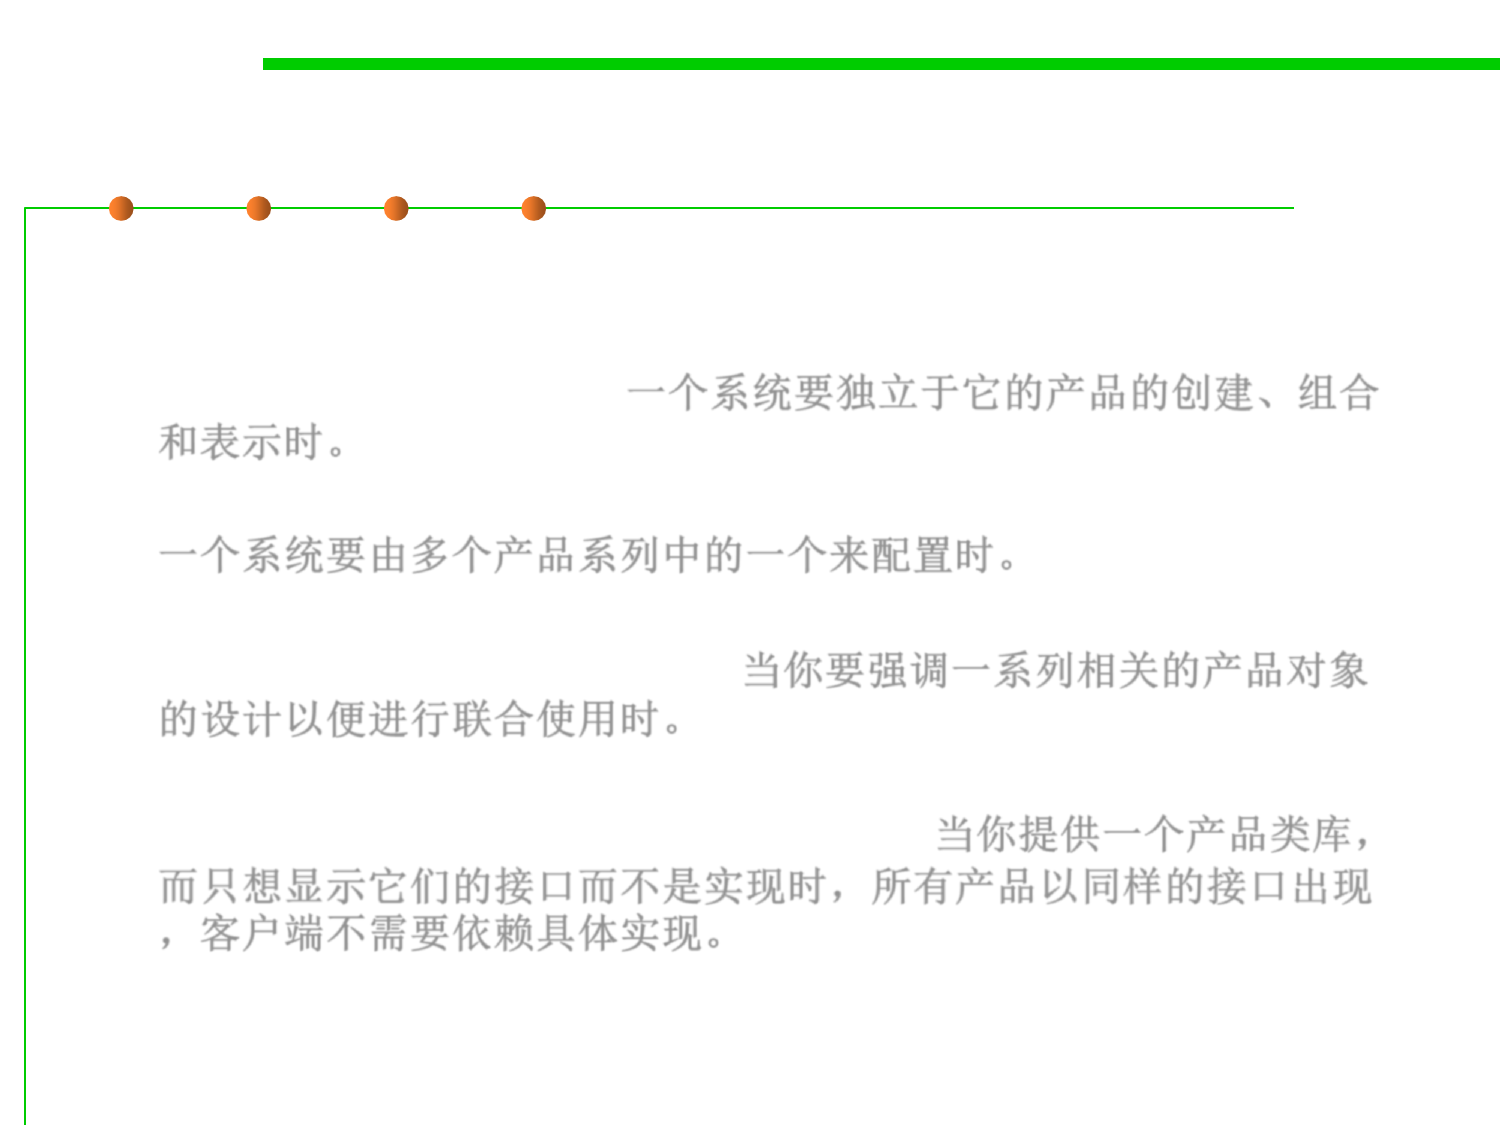 一个系统要独立于它的产品的创建、组合
和表示时。
一个系统要由多个产品系列中的一个来配置时。
当你要强调一系列相关的产品对象
的设计以便进行联合使用时。
当你提供一个产品类库，
而只想显示它们的接口而不是实现时，所有产品以同样的接口出现
，客户端不需要依赖具体实现。